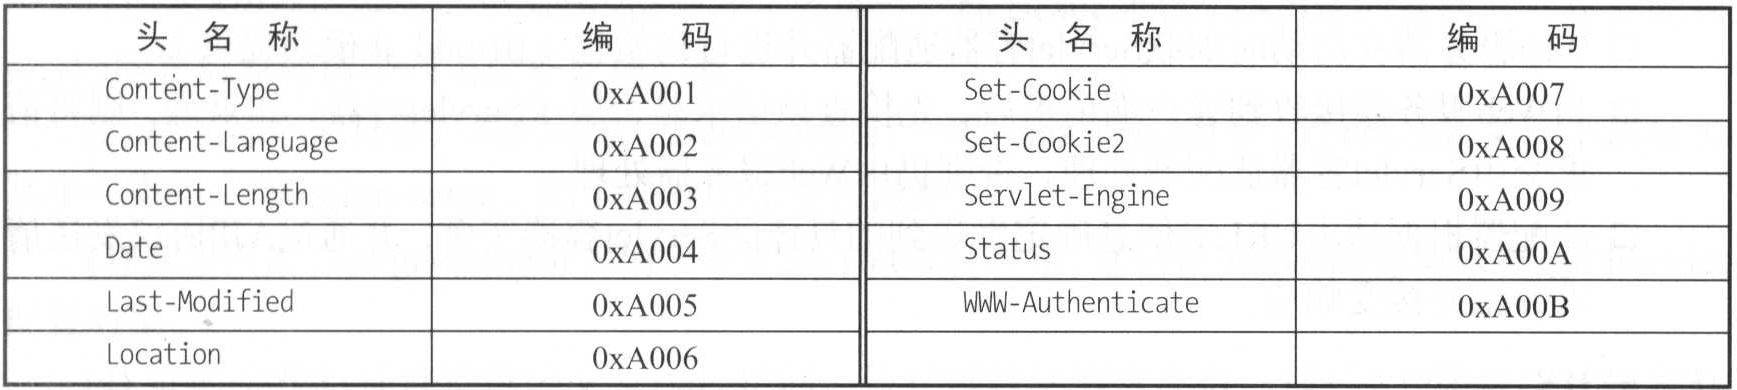 头 名 称 编 码 头 名 称 编 码
Content-Type 0xA001 Set-Cookie 0xA007
Content-Language 0xA002 Set-Cookie2 0xA008
Content-Length 0xA003 Servlet-Engine 0xA009
Date 0xA004 Status 0xA00A
Last-Modified 0xA005 WWW-Authenticate 0xA00B
Location 0xA006